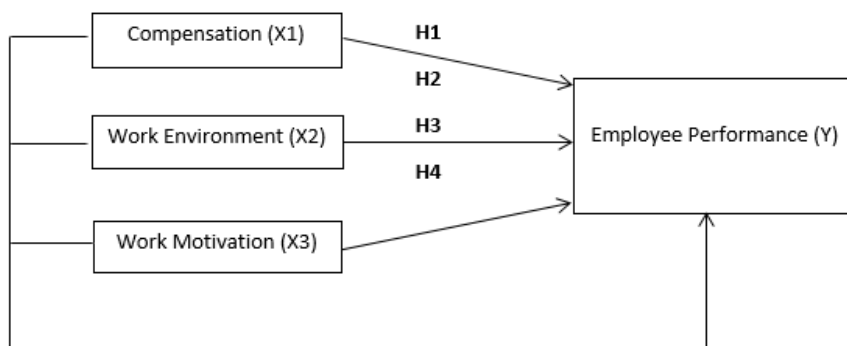 Compensation (X1)
H1
H2
Work Environment (X2)
H3
Employee Performance (Y)
H4
Work Motivation (X3)